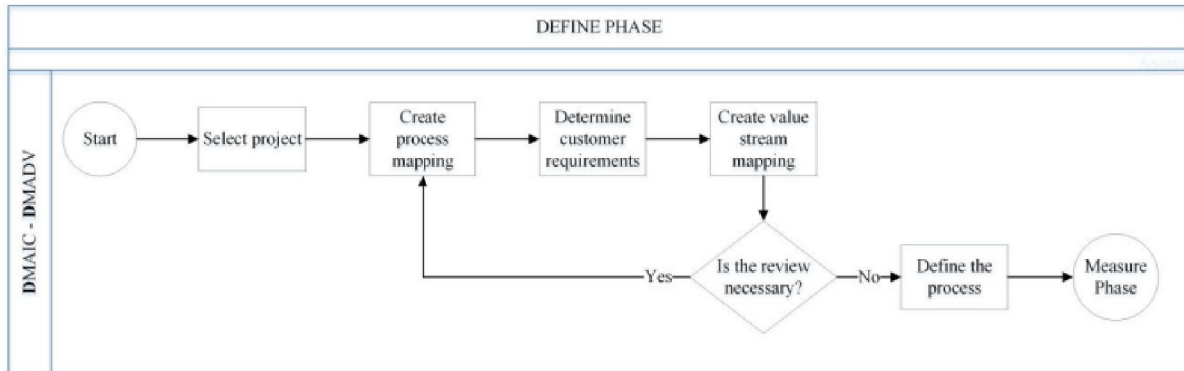 DEFINE PHASE
DMAIC - DMADV
Start
Select project
Create
process
mapping
Determine
customer
requirements
Create value
stream
mapping
Is the review
necessary?
Yes
No
Define the
process
Measure
Phase